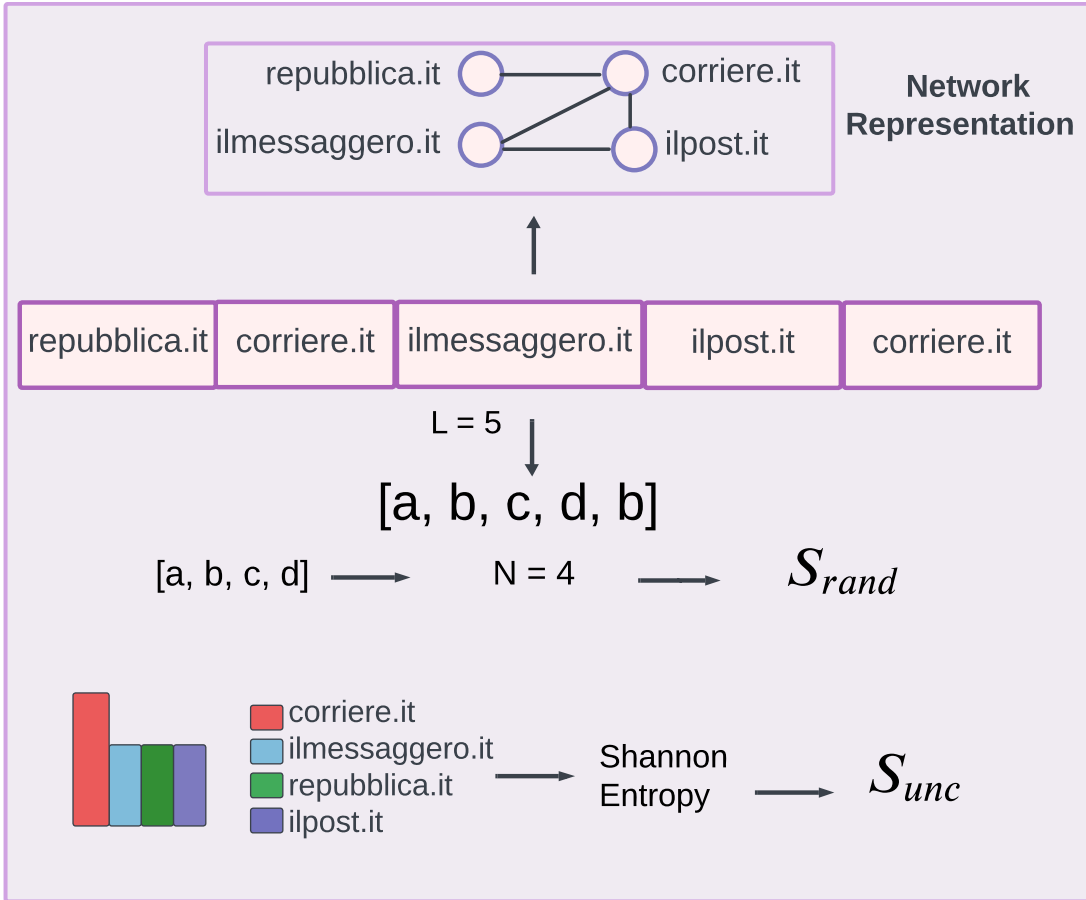 repubblica.it
corriere.it
ilmessaggero.it
ilpost.it
Network
Representation
repubblica.it
corriere.it
ilmessaggero.it
ilpost.it
corriere.it
L = 5
[a, b, c, d, b]
[a, b, c, d]
N = 4
S_rand
corriere.it
ilmessaggero.it
repubblica.it
ilpost.it
Shannon
Entropy
S_unc